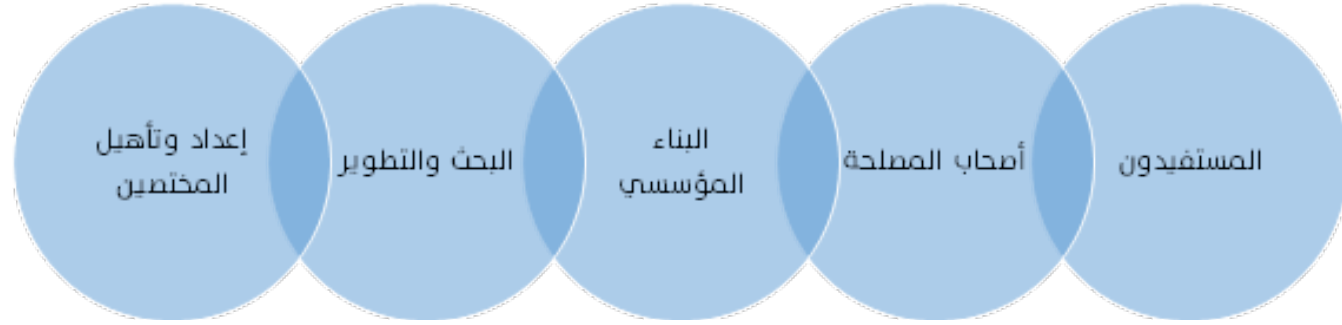 المستفيدون
أصحاب المصلحة
البناء
المؤسسي
البحث والتطوير
إعداد وتأهيل
المختصين